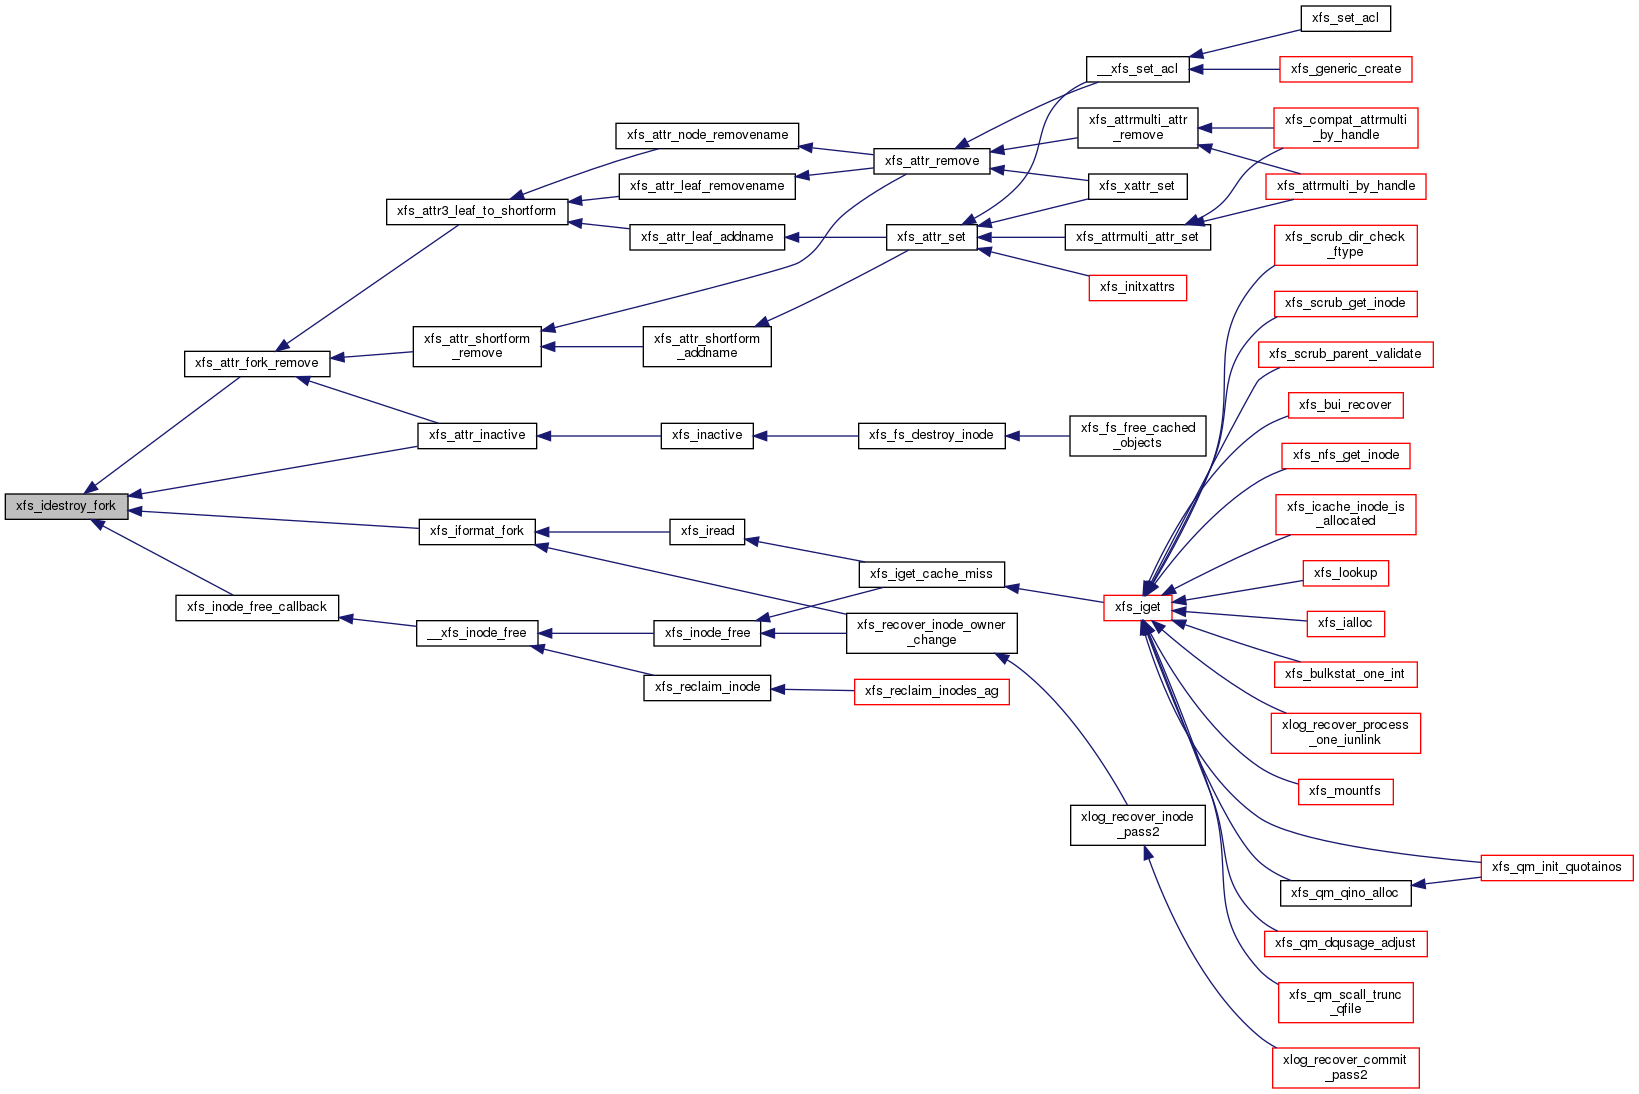 xfs_set_acl
__xfs_set_acl
xfs_generic_create
xfs_attr_node_removename
xfs_attrmulti_attr
_remove
xfs_compat_attrmulti
_by_handle
xfs_attr_remove
xfs_attr_leaf_removename
xfs_xattr_set
xfs_attrmulti_by_handle
xfs_attr3_leaf_to_shortform
xfs_attr_leaf_addname
xfs_attr_set
xfs_attrmulti_attr_set
xfs_scrub_dir_check
_ftype
xfs_initxattrs
xfs_scrub_get_inode
xfs_attr_fork_remove
xfs_attr_shortform
_remove
xfs_attr_shortform
_addname
xfs_scrub_parent_validate
xfs_bui_recover
xfs_attr_inactive
xfs_inactive
xfs_fs_destroy_inode
xfs_fs_free_cached
_objects
xfs_nfs_get_inode
xfs_idestroy_fork
xfs_icache_inode_is
_allocated
xfs_iformat_fork
xfs_iread
xfs_iget_cache_miss
xfs_lookup
xfs_inode_free_callback
xfs_iget
xfs_ialloc
__xfs_inode_free
xfs_inode_free
xfs_recover_inode_owner
_change
xfs_bulkstat_one_int
xfs_reclaim_inode
xfs_reclaim_inodes_ag
xlog_recover_process
_one_iunlink
xfs_mountfs
xlog_recover_inode
_pass2
xfs_qm_init_quotainos
xfs_qm_qino_alloc
xfs_qm_dqusage_adjust
xfs_qm_scall_trunc
_qfile
xlog_recover_commit
_pass2